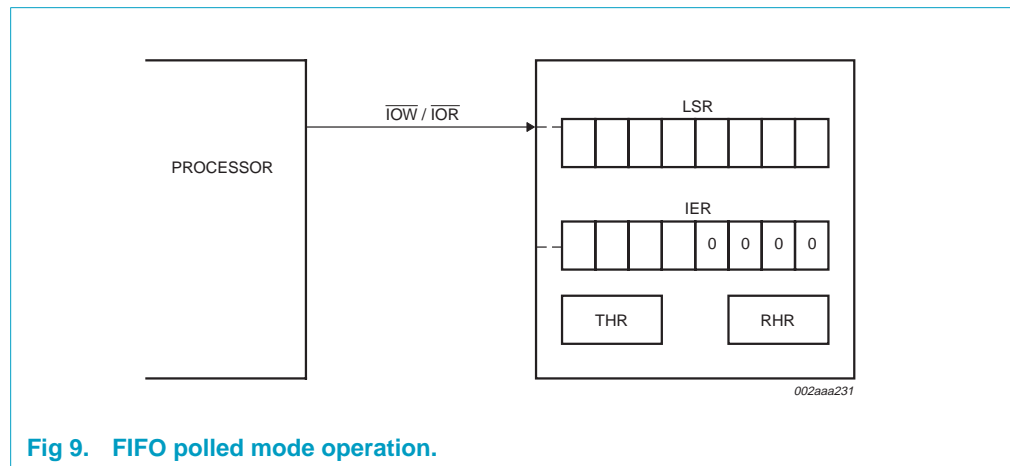 IOW / IOR
PROCESSOR
LSR
IER
0 0 0 0
THR RHR
002aaa231
Fig 9. FIFO polled mode operation.